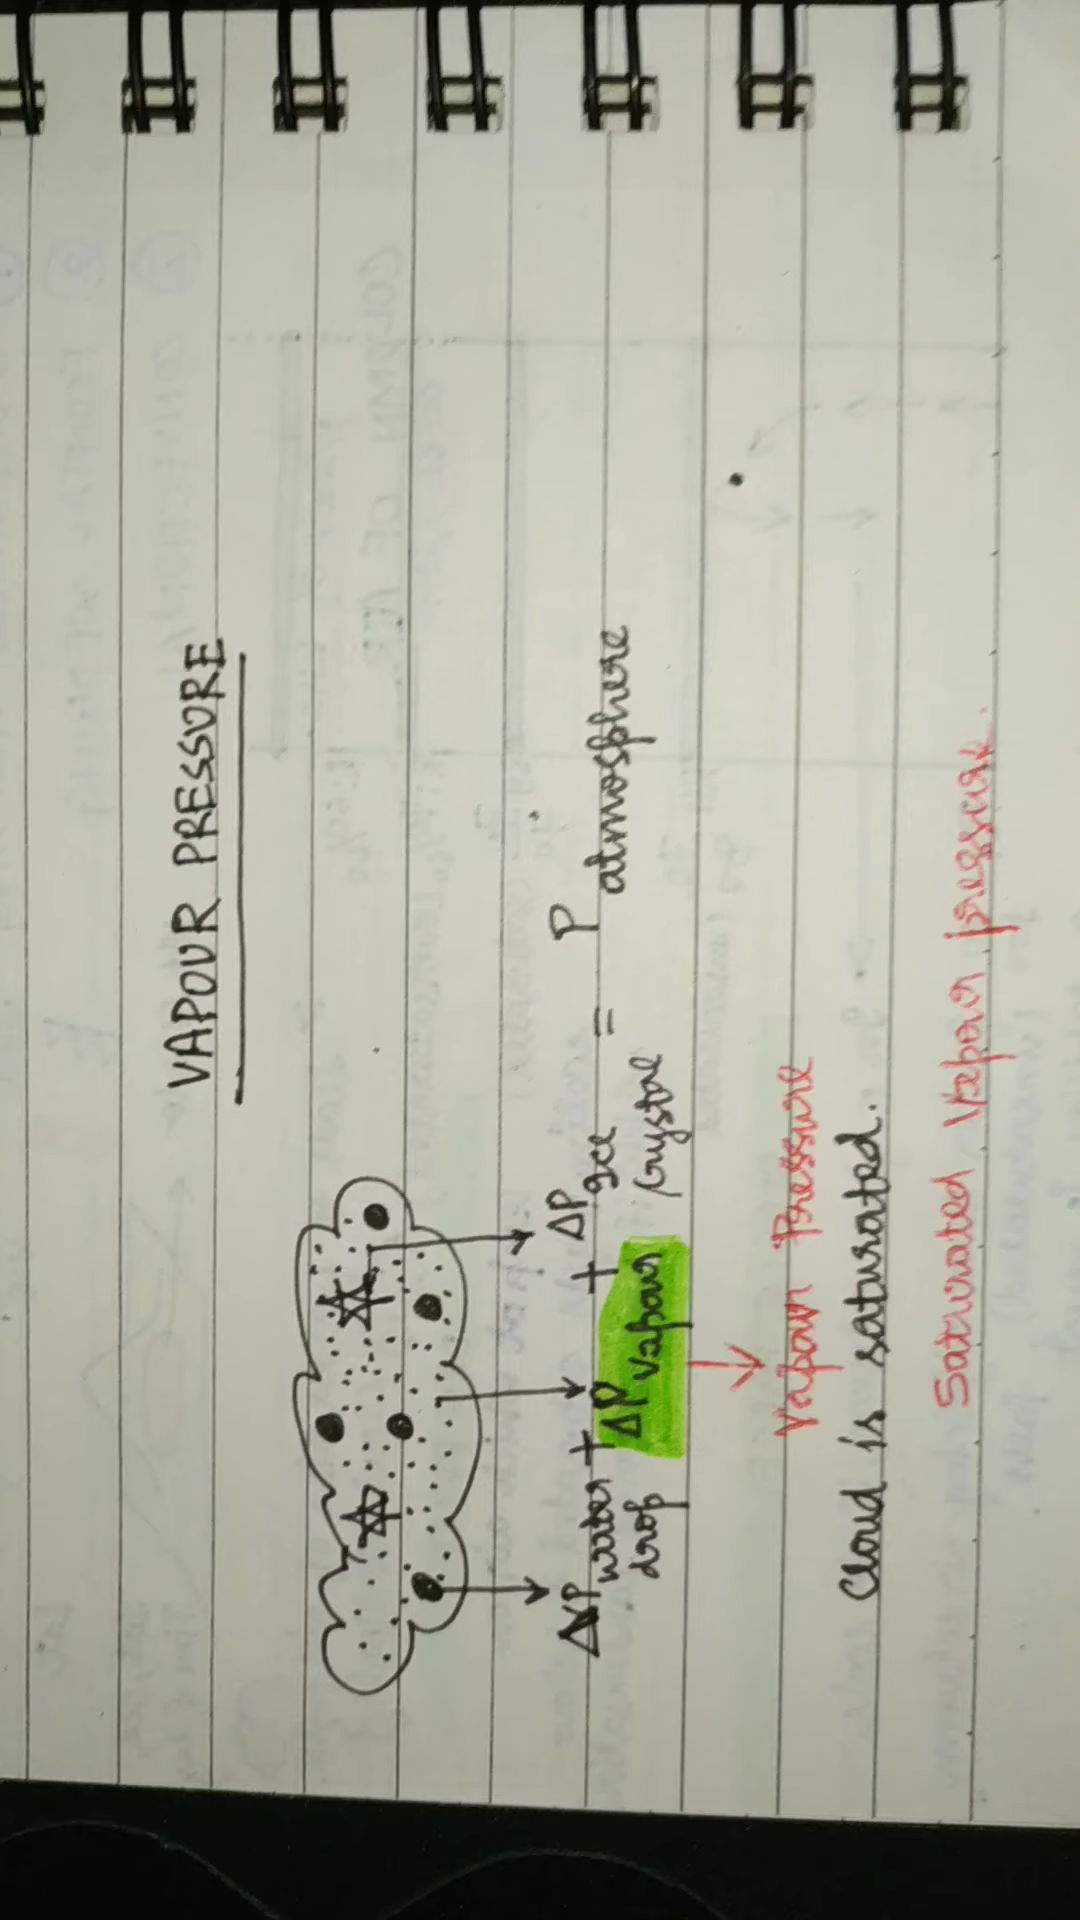 VAPOUR PRESSURE
ΔP water drop + ΔP vapour + ΔP Ice Crystal = P atmosphere
Vapour Pressure
Cloud is saturated.
Saturated Vapour pressure.